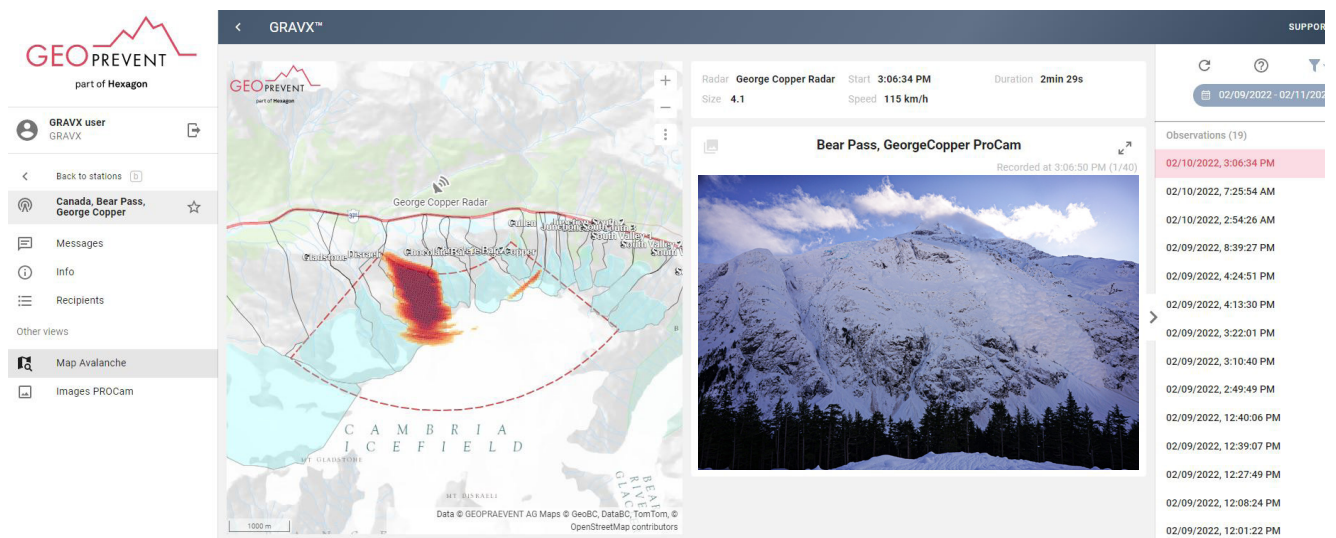 GEOPREVENT
part of Hexagon
GRAVX user
GRAVX
Back to stations b
Canada, Bear Pass,
George Copper
Messages
Info
Recipients
Other views
Map Avalanche
Images PROCam
GRAVX™
SUPPOR
GEOPREVENT
part of Hexagon
George Copper Radar
37A
Gladstone
Disraeli
Cullen
CAMBRIA
ICEFIELD
MT GLADSTONE
MT DISRAELI
1000 m
Data © GEOPRAEVENT AG Maps © GeoBC, DataBC, TomTom, ©
OpenStreetMap contributors
Radar George Copper Radar Start 3:06:34 PM Duration 2min 29s
Size 4.1 Speed 115 km/h
Bear Pass, GeorgeCopper ProCam
Recorded at 3:06:50 PM (1/40)
02/09/2022 - 02/11/202
Observations (19)
02/10/2022, 3:06:34 PM
02/10/2022, 7:25:54 AM
02/10/2022, 2:54:26 AM
02/09/2022, 8:39:27 PM
02/09/2022, 4:24:51 PM
02/09/2022, 4:13:30 PM
02/09/2022, 3:22:01 PM
02/09/2022, 3:10:40 PM
02/09/2022, 2:49:49 PM
02/09/2022, 12:40:06 PM
02/09/2022, 12:39:07 PM
02/09/2022, 12:27:49 PM
02/09/2022, 12:08:24 PM
02/09/2022, 12:01:22 PM